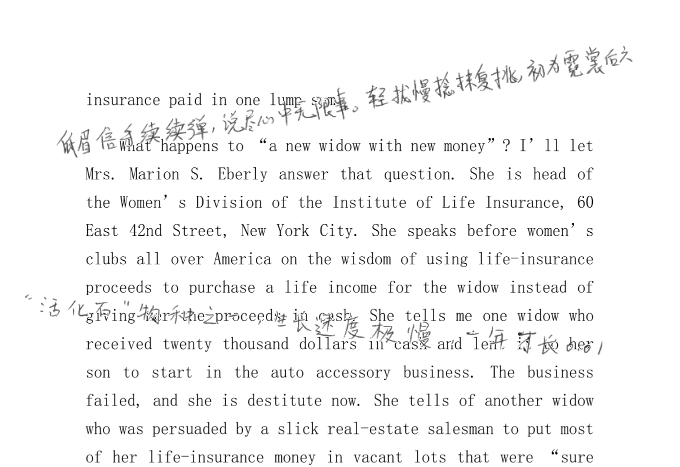 insurance paid in one lump sum.
低眉信手续续弹，说尽心中无限事。轻拢慢捻抹复挑，初为霓裳后六
What happens to “a new widow with new money”? I’ll let
Mrs. Marion S. Eberly answer that question. She is head of
the Women’s Division of the Institute of Life Insurance, 60
East 42nd Street, New York City. She speaks before women’s
clubs all over America on the wisdom of using life-insurance
proceeds to purchase a life income for the widow instead of
giving her the proceeds in cash. She tells me one widow who
“活化石”物种之一，生长速度极慢，一年才长0.01
received twenty thousand dollars in cash and lent it to her
son to start in the auto accessory business. The business
failed, and she is destitute now. She tells of another widow
who was persuaded by a slick real-estate salesman to put most
of her life-insurance money in vacant lots that were “sure